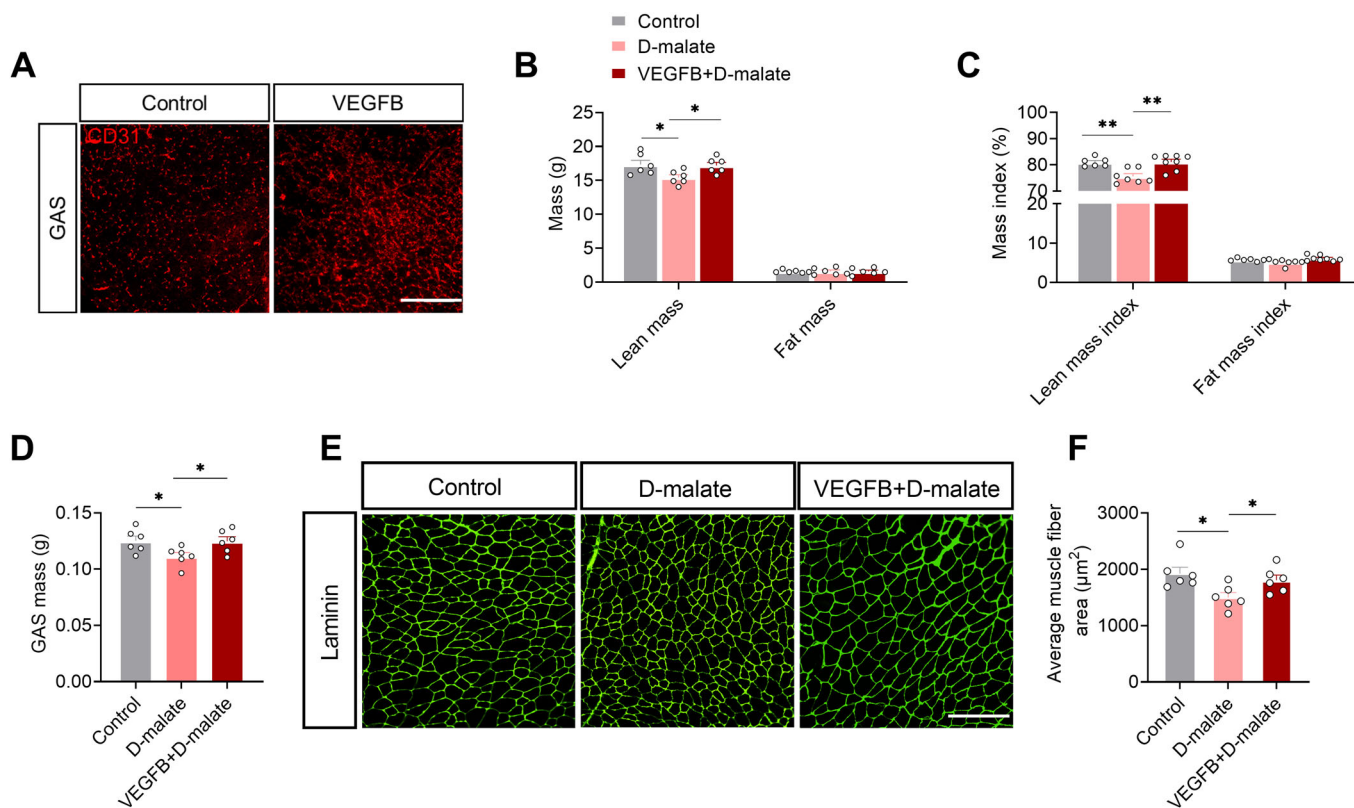 Control
D-malate
VEGFB+D-malate
A
Control
VEGFB
GAS
CD31
B
Mass (g)
25
20
15
10
5
0
*
*
Lean mass
Fat mass
C
Mass index (%)
100
90
80
70
20
10
0
**
**
Lean mass index
Fat mass index
D
GAS mass (g)
0.15
0.10
0.05
0.00
*
*
Control
D-malate
VEGFB+D-malate
E
Control
D-malate
VEGFB+D-malate
Laminin
F
Average muscle fiber
area (µm²)
3000
2000
1000
0
*
*
Control
D-malate
VEGFB+D-malate